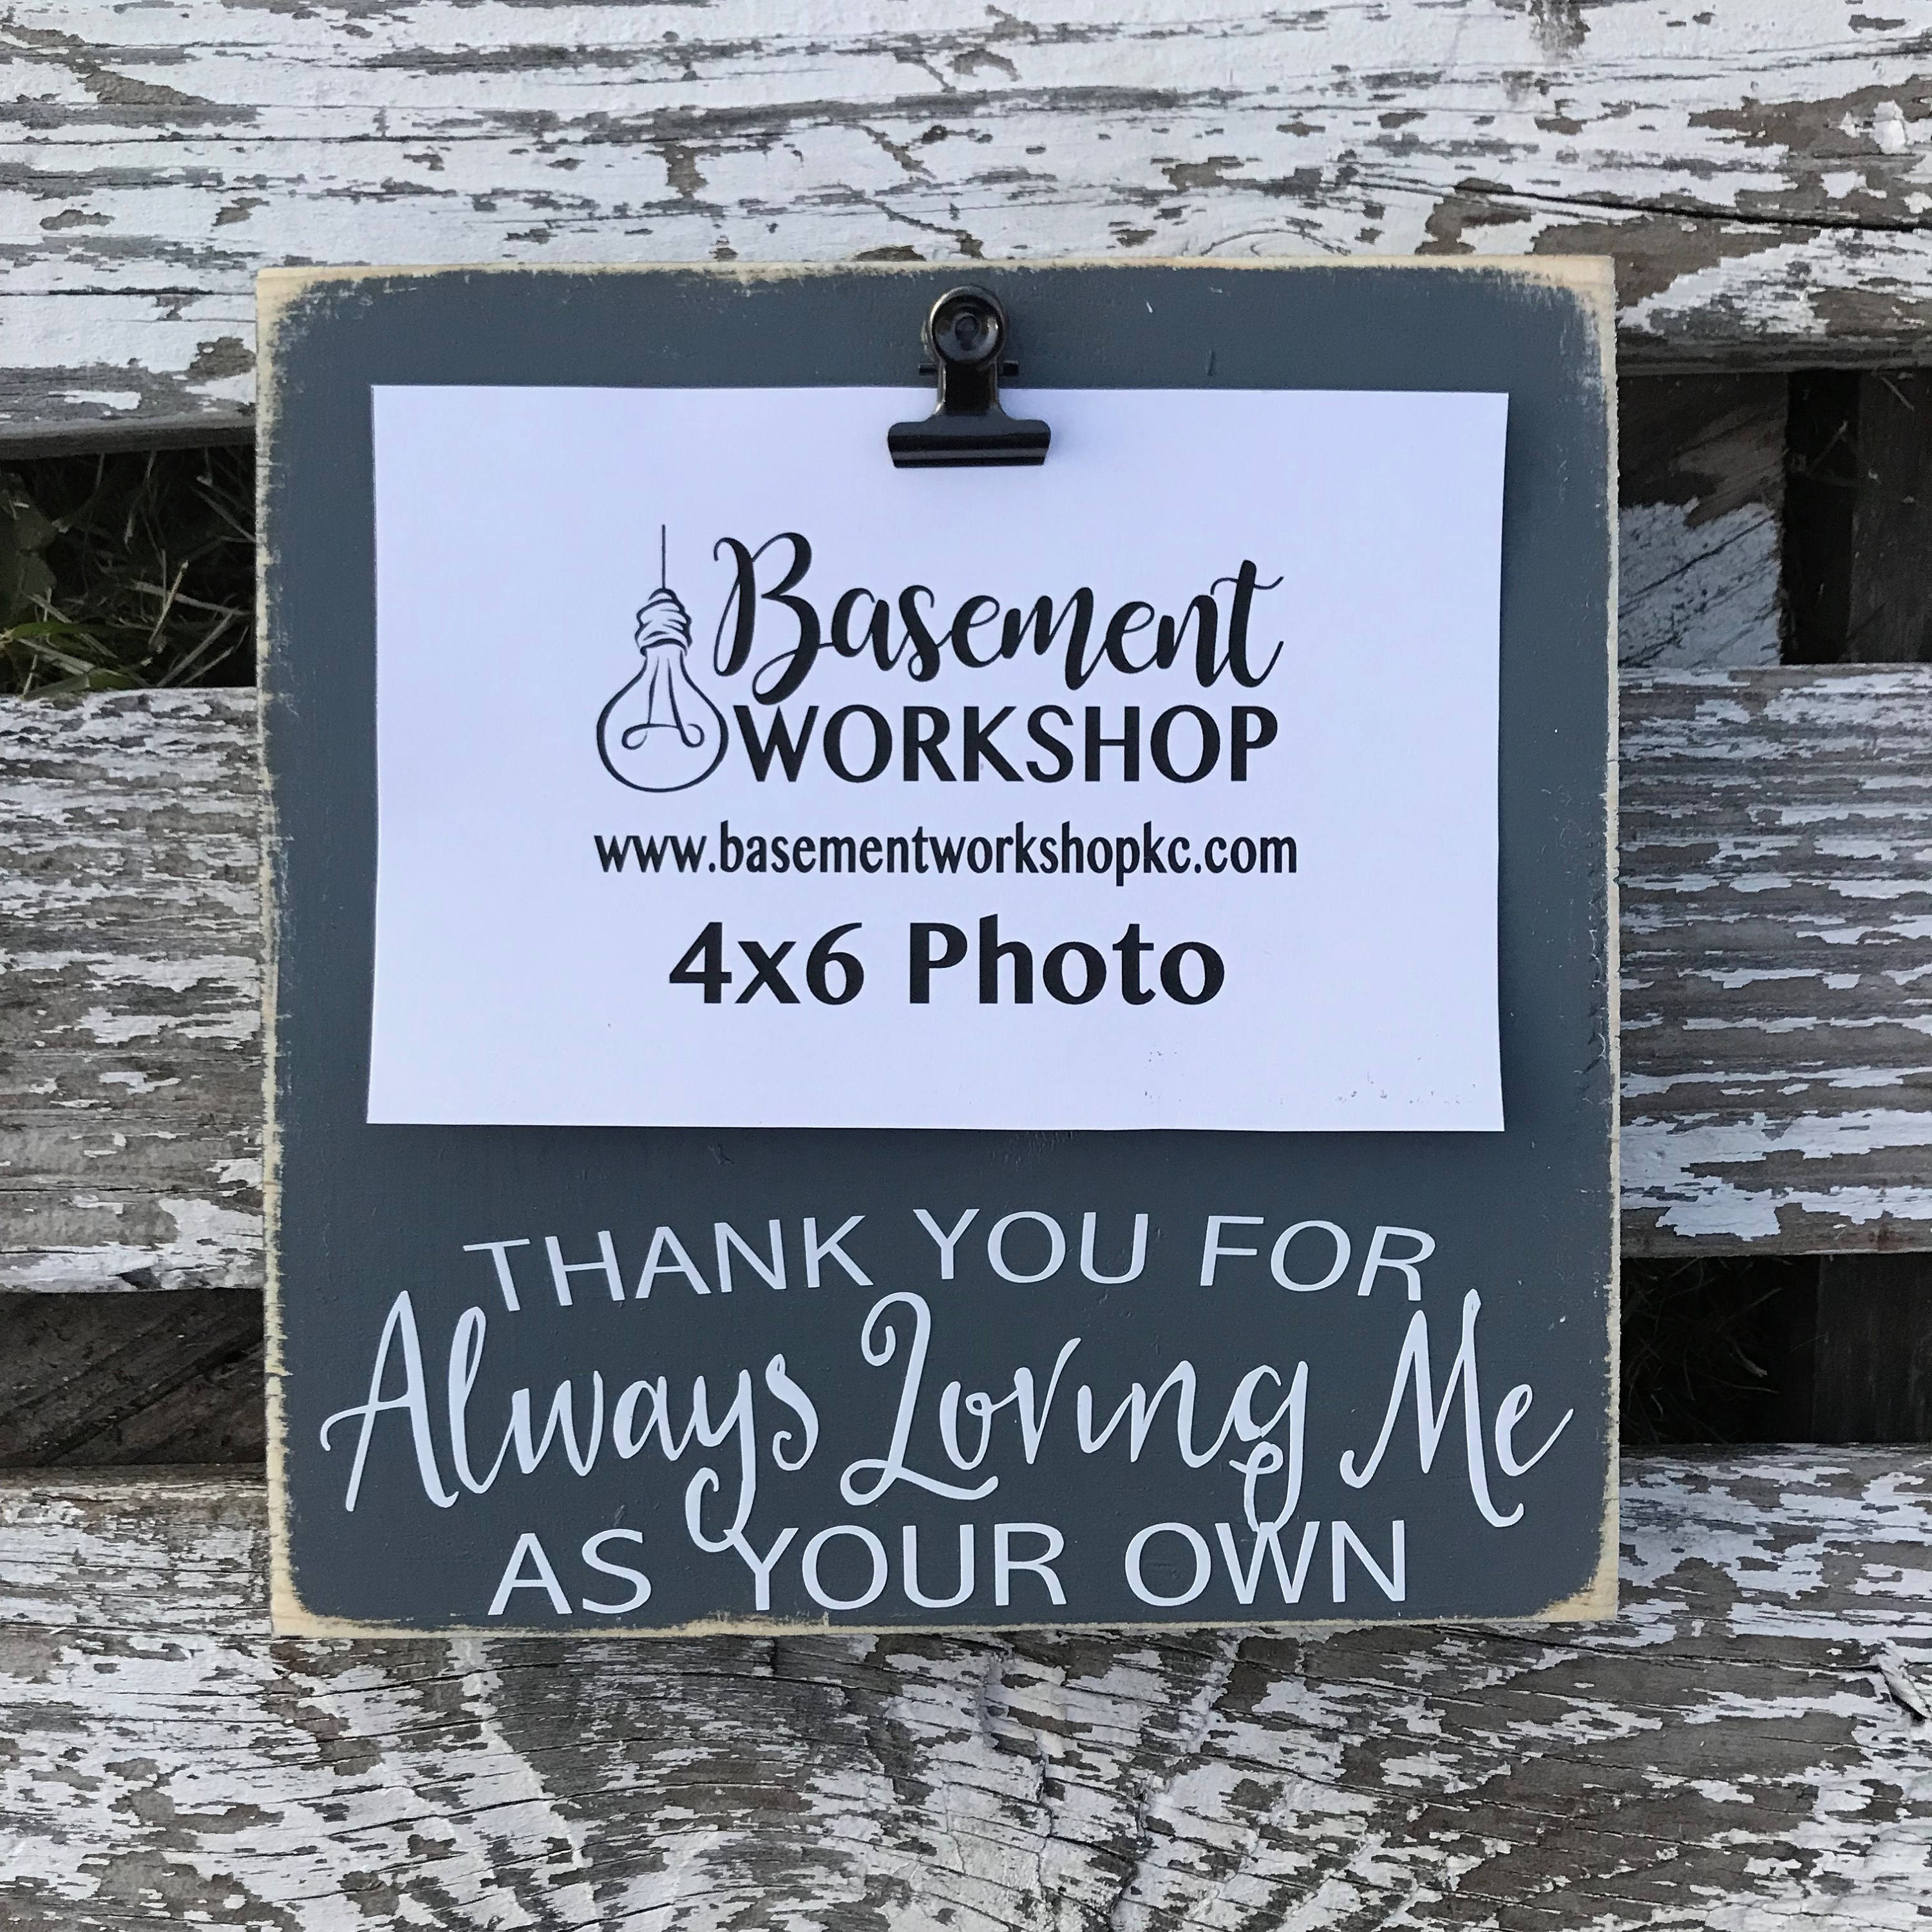 Basement
WORKSHOP
www.basementworkshopkc.com
4x6 Photo
THANK YOU FOR
Always Loving Me
AS YOUR OWN